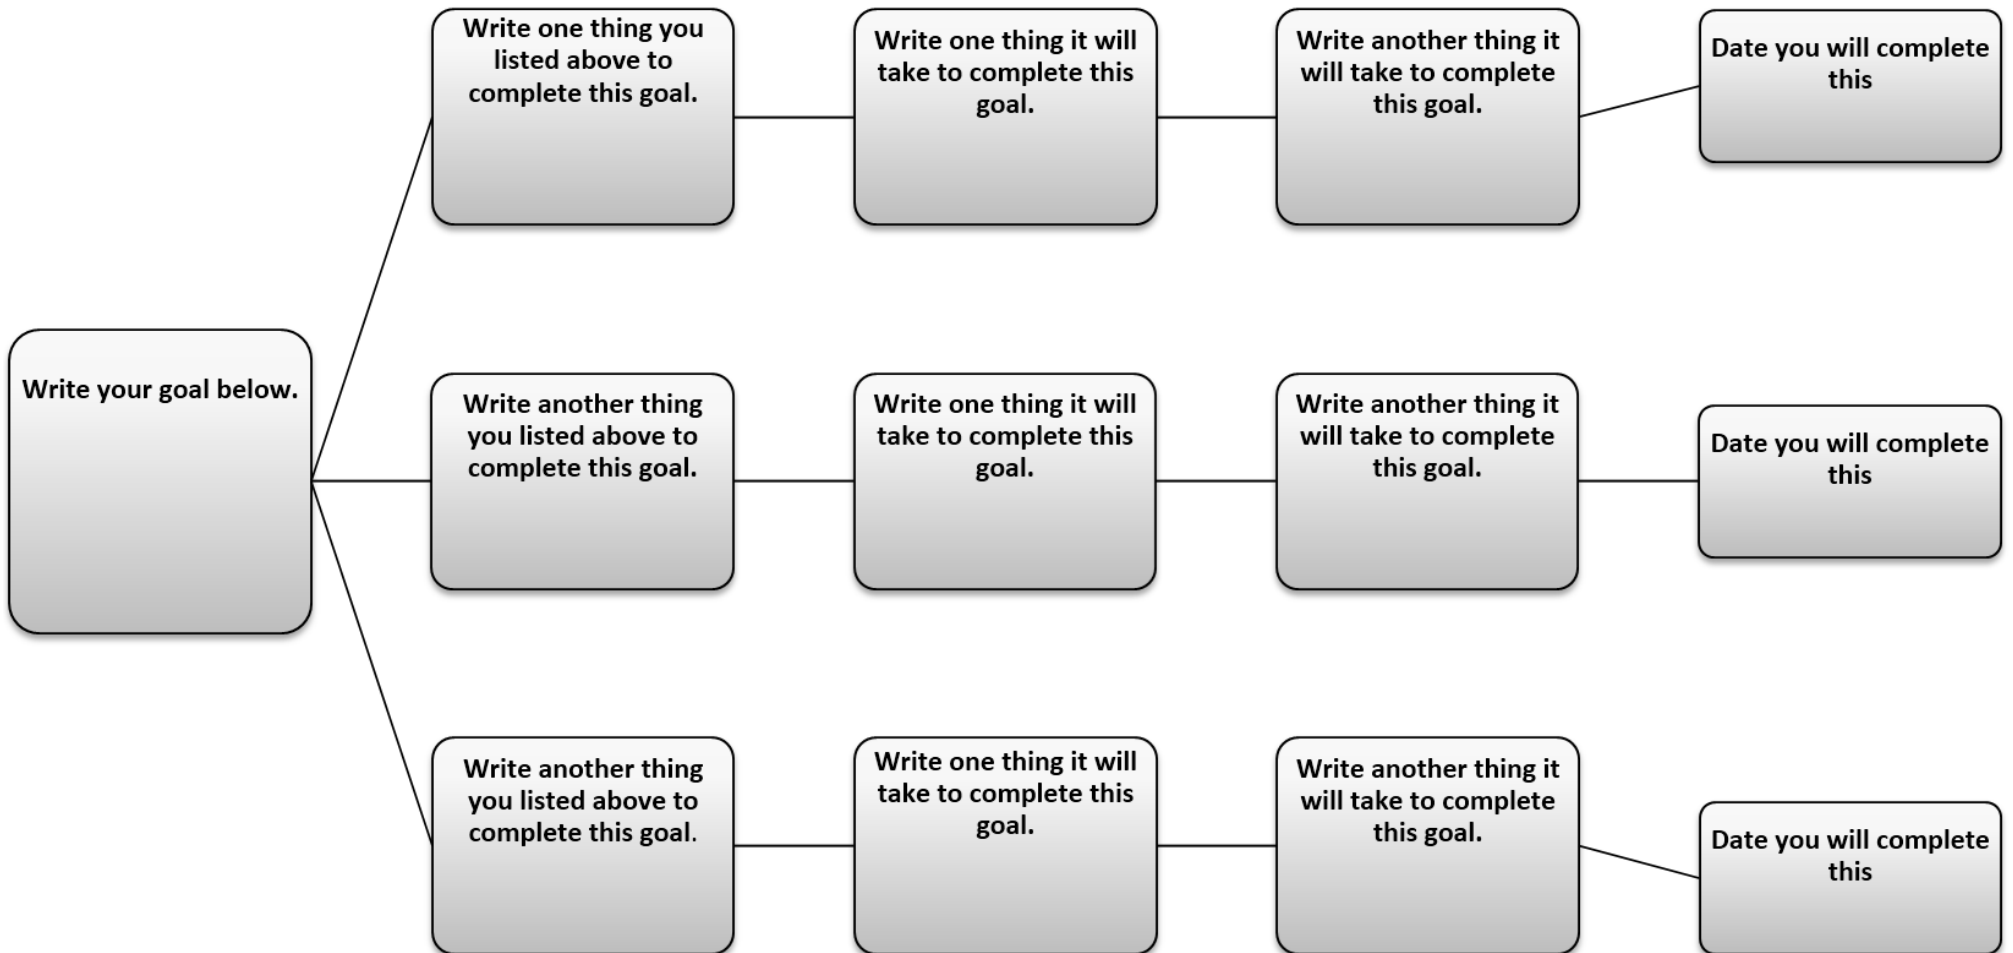 Write one thing you
listed above to
complete this goal.
Write one thing it will
take to complete this
goal.
Write another thing it
will take to complete
this goal.
Date you will complete
this
Write your goal below.
Write another thing
you listed above to
complete this goal.
Write one thing it will
take to complete this
goal.
Write another thing it
will take to complete
this goal.
Date you will complete
this
Write another thing
you listed above to
complete this goal.
Write one thing it will
take to complete this
goal.
Write another thing it
will take to complete
this goal.
Date you will complete
this